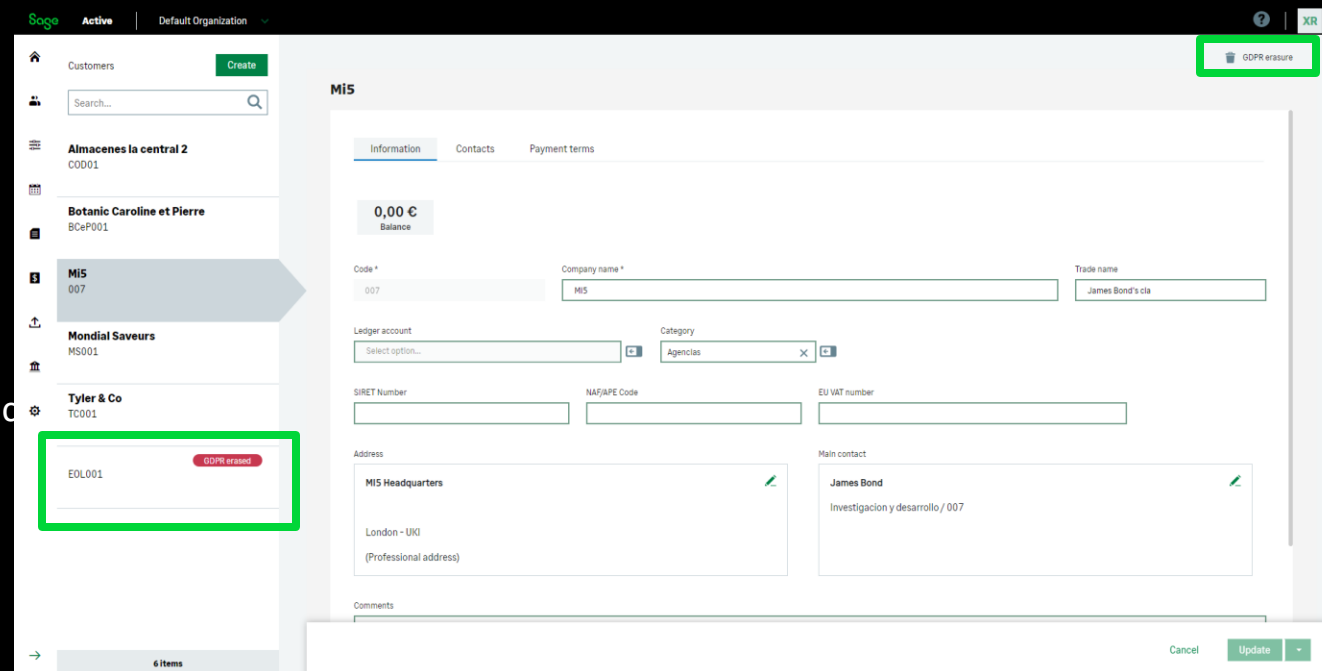 Sage Active Default Organization XR
GDPR erasure
Customers Create
Search...
Almacenes la central 2
COD01
Botanic Caroline et Pierre
BCeP001
Mi5
007
Mondial Saveurs
MS001
Tyler & Co
TC001
GDPR erased
EOL001
6 items
Mi5
Information Contacts Payment terms
0,00 €
Balance
Code * Company name * Trade name
007 MI5 James Bond's cla
Ledger account Category
Select option... Agencias
SIRET Number NAF/APE Code EU VAT number
Address Main contact
MI5 Headquarters James Bond
Investigacion y desarrollo / 007
London - UKI
(Professional address)
Comments
Cancel Update